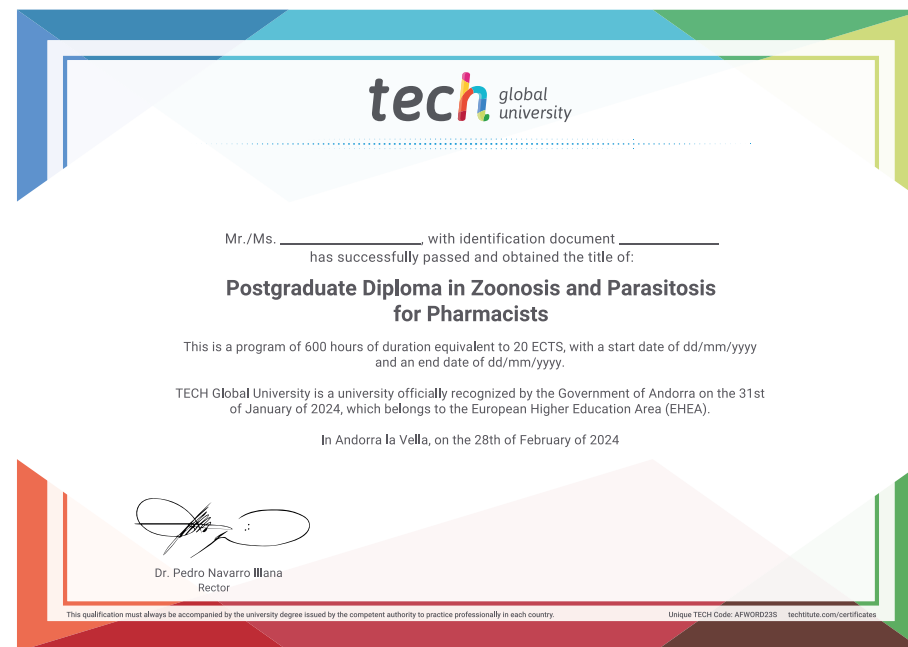 tech global university
Mr./Ms. ____________, with identification document ____________
has successfully passed and obtained the title of:
Postgraduate Diploma in Zoonosis and Parasitosis
for Pharmacists
This is a program of 600 hours of duration equivalent to 20 ECTS, with a start date of dd/mm/yyyy
and an end date of dd/mm/yyyy.
TECH Global University is a university officially recognized by the Government of Andorra on the 31st
of January of 2024, which belongs to the European Higher Education Area (EHEA).
In Andorra la Vella, on the 28th of February of 2024
Dr. Pedro Navarro Illana
Rector
This qualification must always be accompanied by the university degree issued by the competent authority to practice professionally in each country.
Unique TECH Code: AFWORD23S techtitute.com/certificates